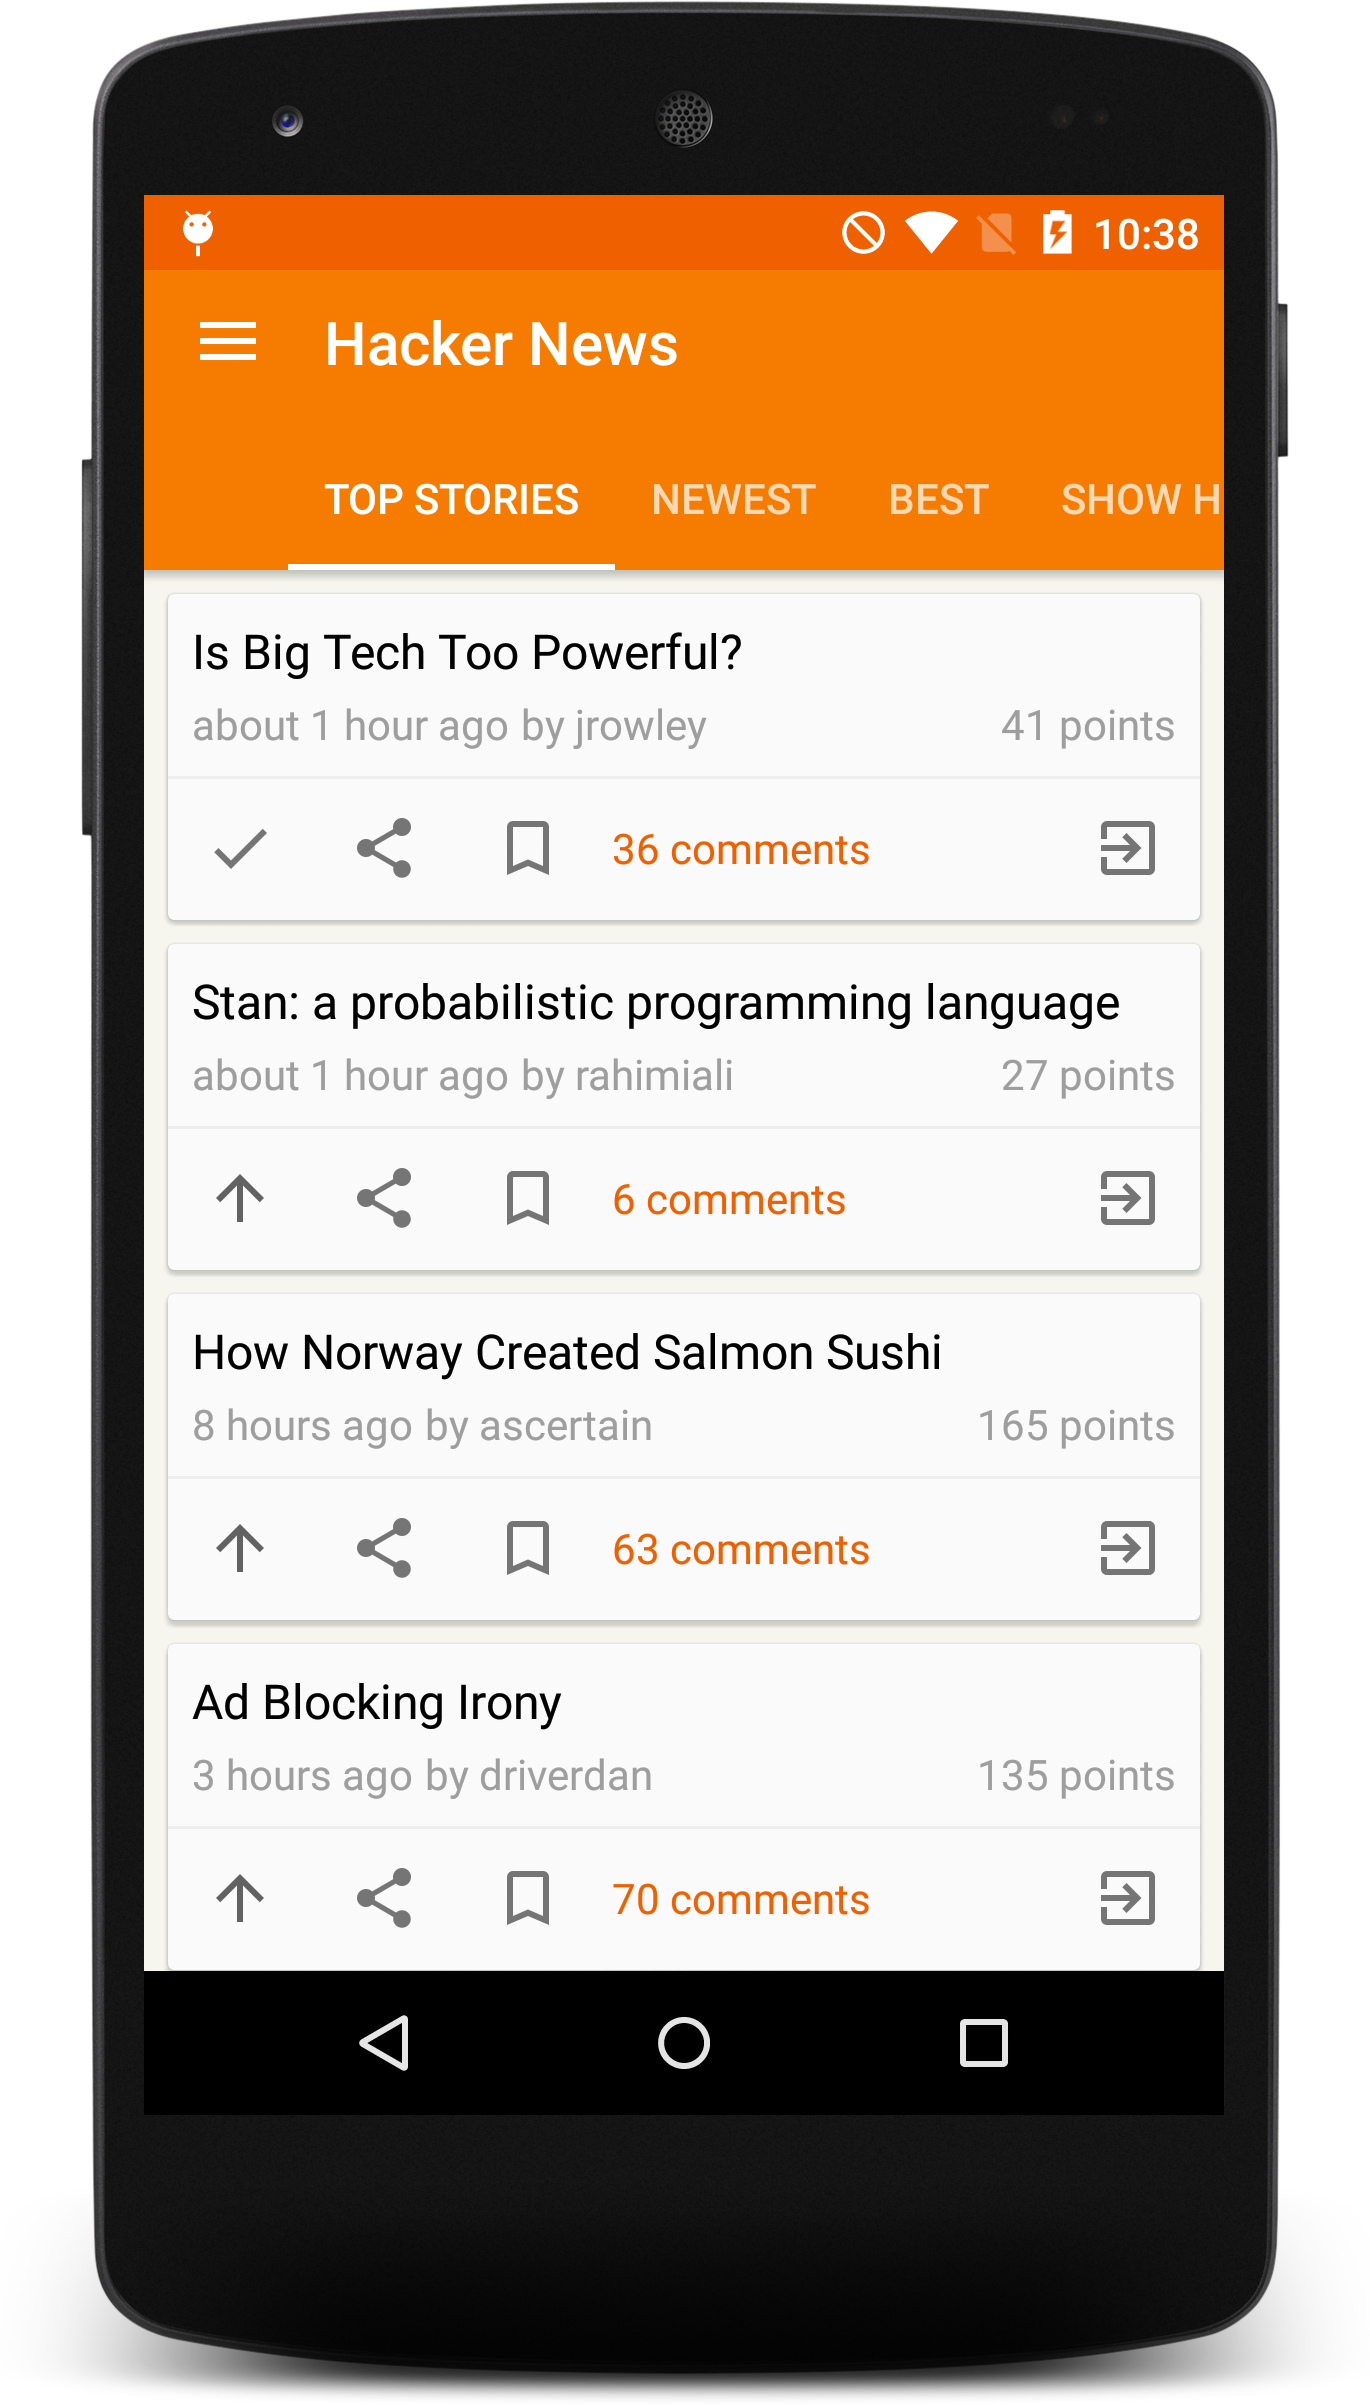 10:38
Hacker News
TOP STORIES NEWEST BEST SHOW H
Is Big Tech Too Powerful?
about 1 hour ago by jrowley 41 points
36 comments
Stan: a probabilistic programming language
about 1 hour ago by rahimiali 27 points
6 comments
How Norway Created Salmon Sushi
8 hours ago by ascertain 165 points
63 comments
Ad Blocking Irony
3 hours ago by driverdan 135 points
70 comments